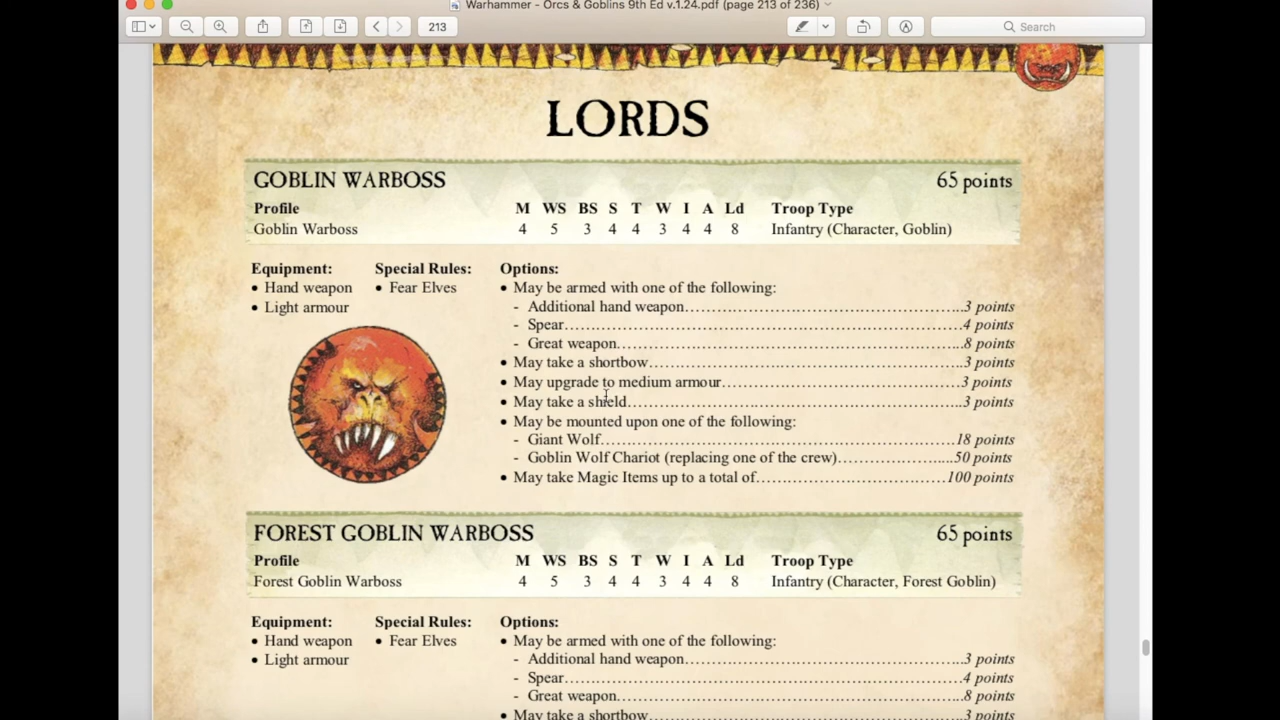 Warhammer - Orcs & Goblins 9th Ed v.1.24.pdf (page 213 of 236)
213
Search
LORDS
GOBLIN WARBOSS 65 points
Profile M WS BS S T W I A Ld Troop Type
Goblin Warboss 4 5 3 4 4 3 4 4 8 Infantry (Character, Goblin)
Equipment: Special Rules: Options:
• Hand weapon • Fear Elves • May be armed with one of the following:
• Light armour - Additional hand weapon 3 points
- Spear 4 points
- Great weapon 8 points
• May take a shortbow 3 points
• May upgrade to medium armour 3 points
• May take a shield 3 points
• May be mounted upon one of the following:
- Giant Wolf 18 points
- Goblin Wolf Chariot (replacing one of the crew) 50 points
• May take Magic Items up to a total of 100 points
FOREST GOBLIN WARBOSS 65 points
Profile M WS BS S T W I A Ld Troop Type
Forest Goblin Warboss 4 5 3 4 4 3 4 4 8 Infantry (Character, Forest Goblin)
Equipment: Special Rules: Options:
• Hand weapon • Fear Elves • May be armed with one of the following:
• Light armour - Additional hand weapon 3 points
- Spear 4 points
- Great weapon 8 points
• May take a shortbow 3 points